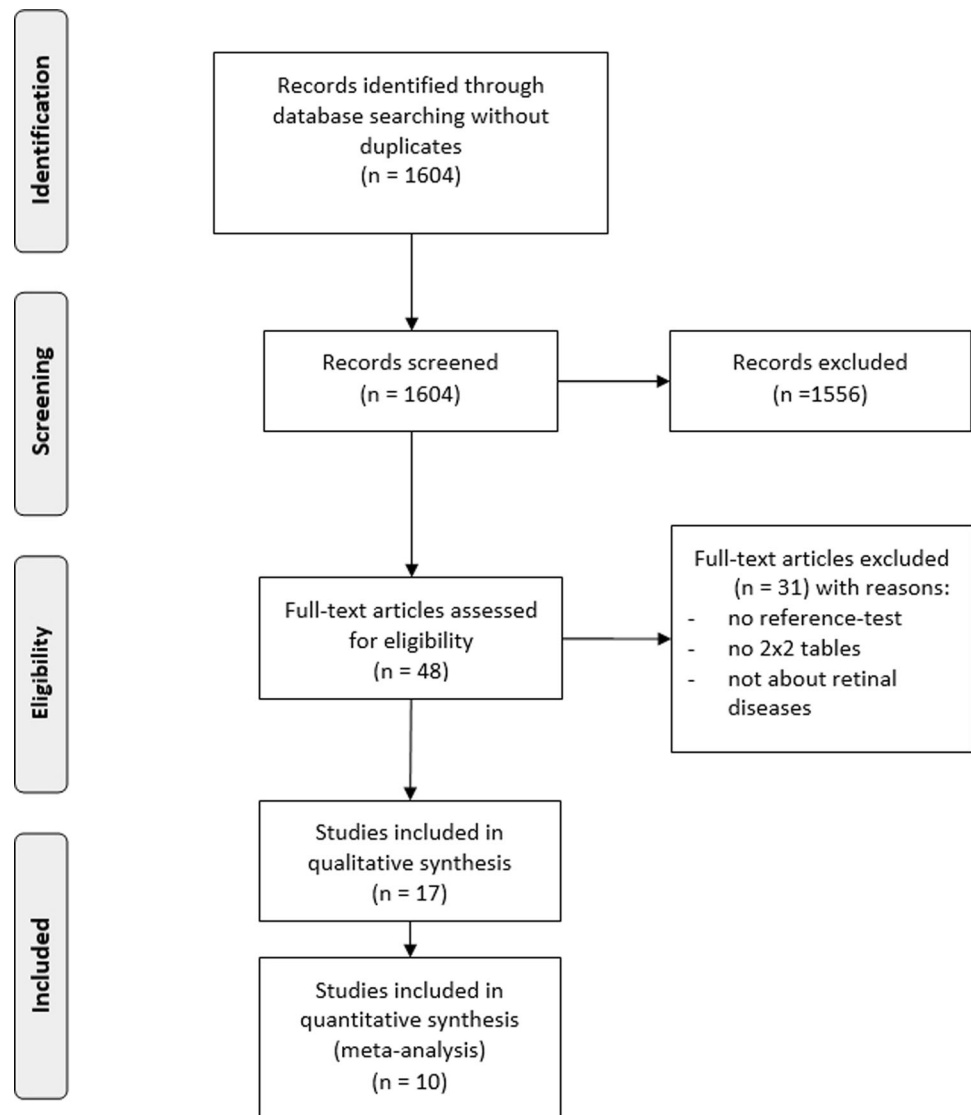 Identification
Records identified through
database searching without
duplicates
(n = 1604)
Screening
Records screened
(n = 1604)
Records excluded
(n =1556)
Eligibility
Full-text articles assessed
for eligibility
(n = 48)
Full-text articles excluded
(n = 31) with reasons:
- no reference-test
- no 2x2 tables
- not about retinal
diseases
Included
Studies included in
qualitative synthesis
(n = 17)
Studies included in
quantitative synthesis
(meta-analysis)
(n = 10)